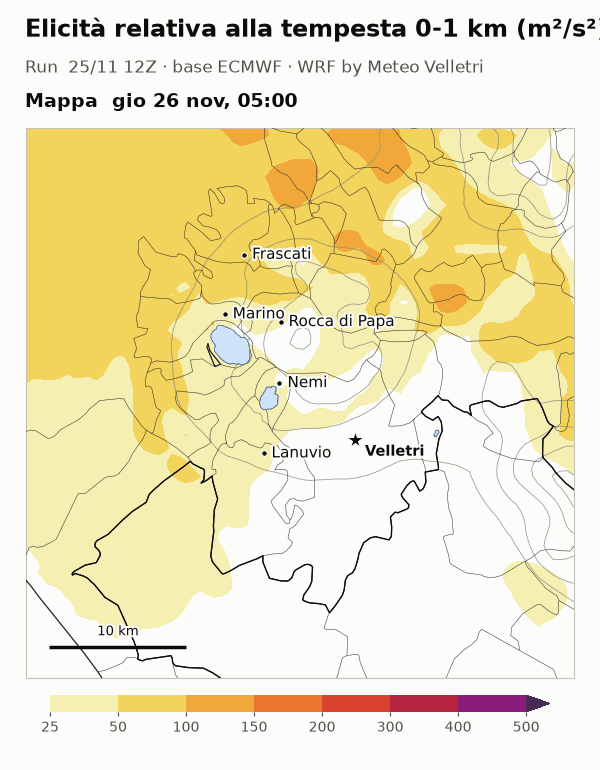 Elicità relativa alla tempesta 0-1 km (m²/s²)
Run 25/11 12Z · base ECMWF · WRF by Meteo Velletri
Mappa gio 26 nov, 05:00
Frascati
Marino
Rocca di Papa
Nemi
Velletri
Lanuvio
10 km
25 50 100 150 200 300 400 500